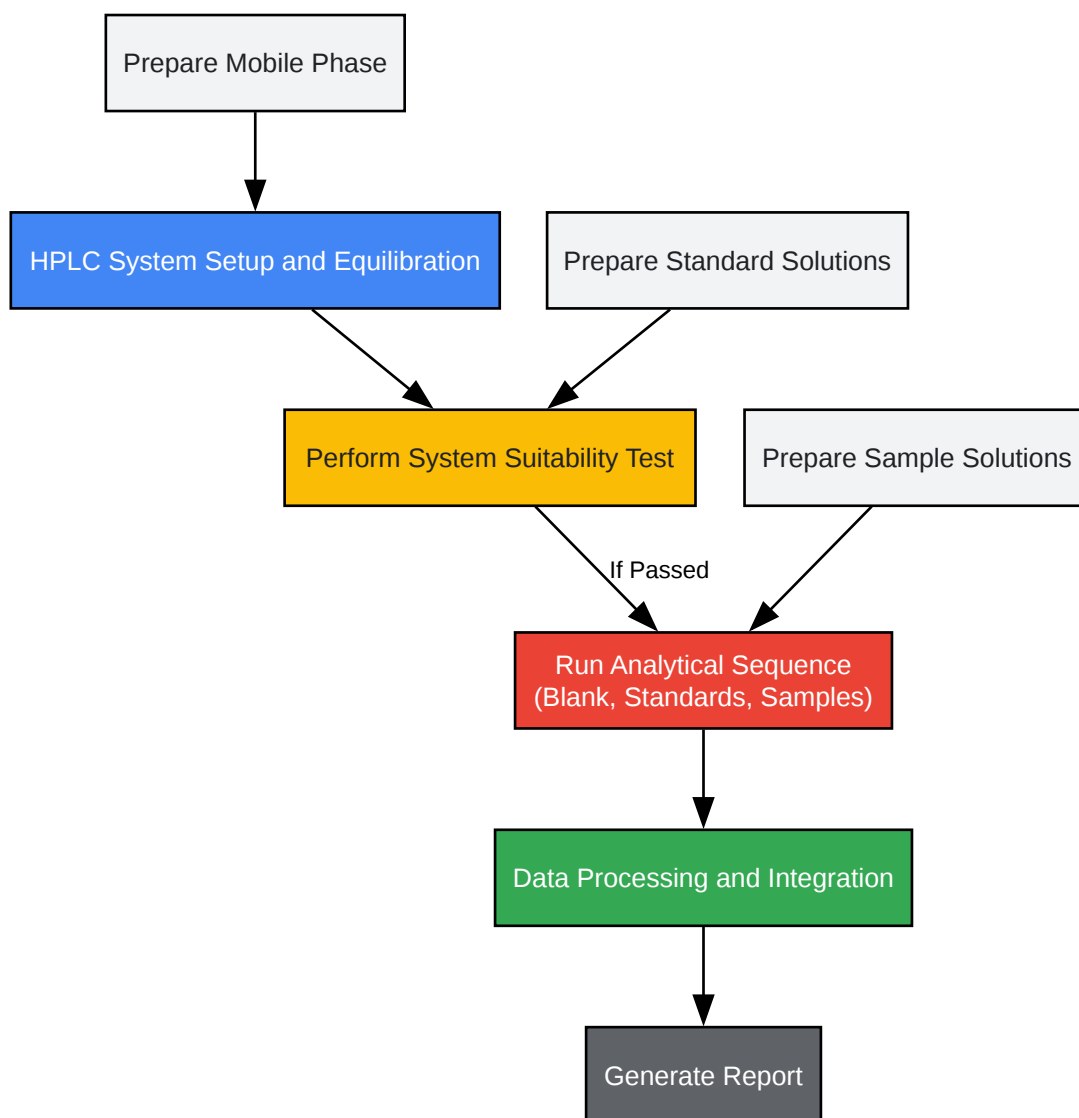 Prepare Mobile Phase
HPLC System Setup and Equilibration
Prepare Standard Solutions
Perform System Suitability Test
Prepare Sample Solutions
If Passed
Run Analytical Sequence
(Blank, Standards, Samples)
Data Processing and Integration
Generate Report